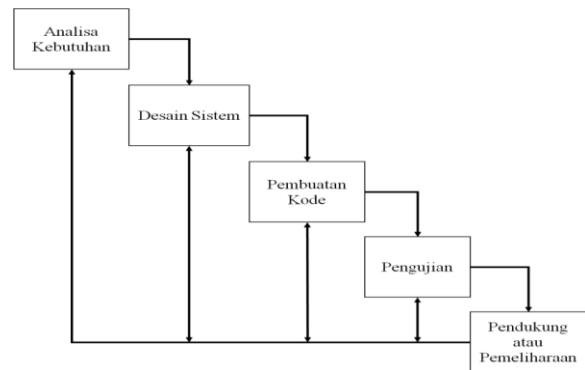 Analisa
Kebutuhan
Desain Sistem
Pembuatan
Kode
Pengujian
Pendukung
atau
Pemeliharaan